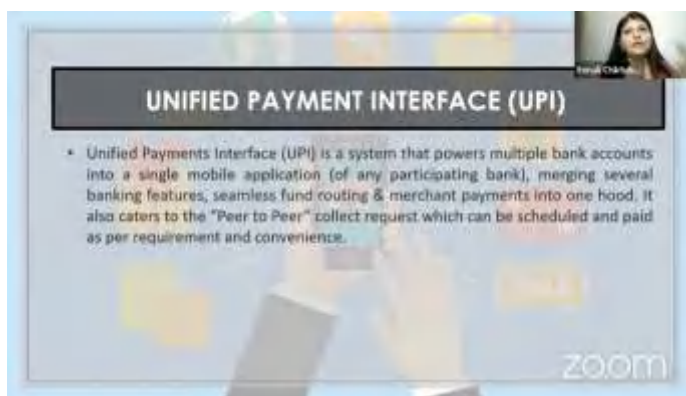 UNIFIED PAYMENT INTERFACE (UPI)
• Unified Payments Interface (UPI) is a system that powers multiple bank accounts
into a single mobile application (of any participating bank), merging several
banking features, seamless fund routing & merchant payments into one hood. It
also caters to the "Peer to Peer" collect request which can be scheduled and paid
as per requirement and convenience.
zoom